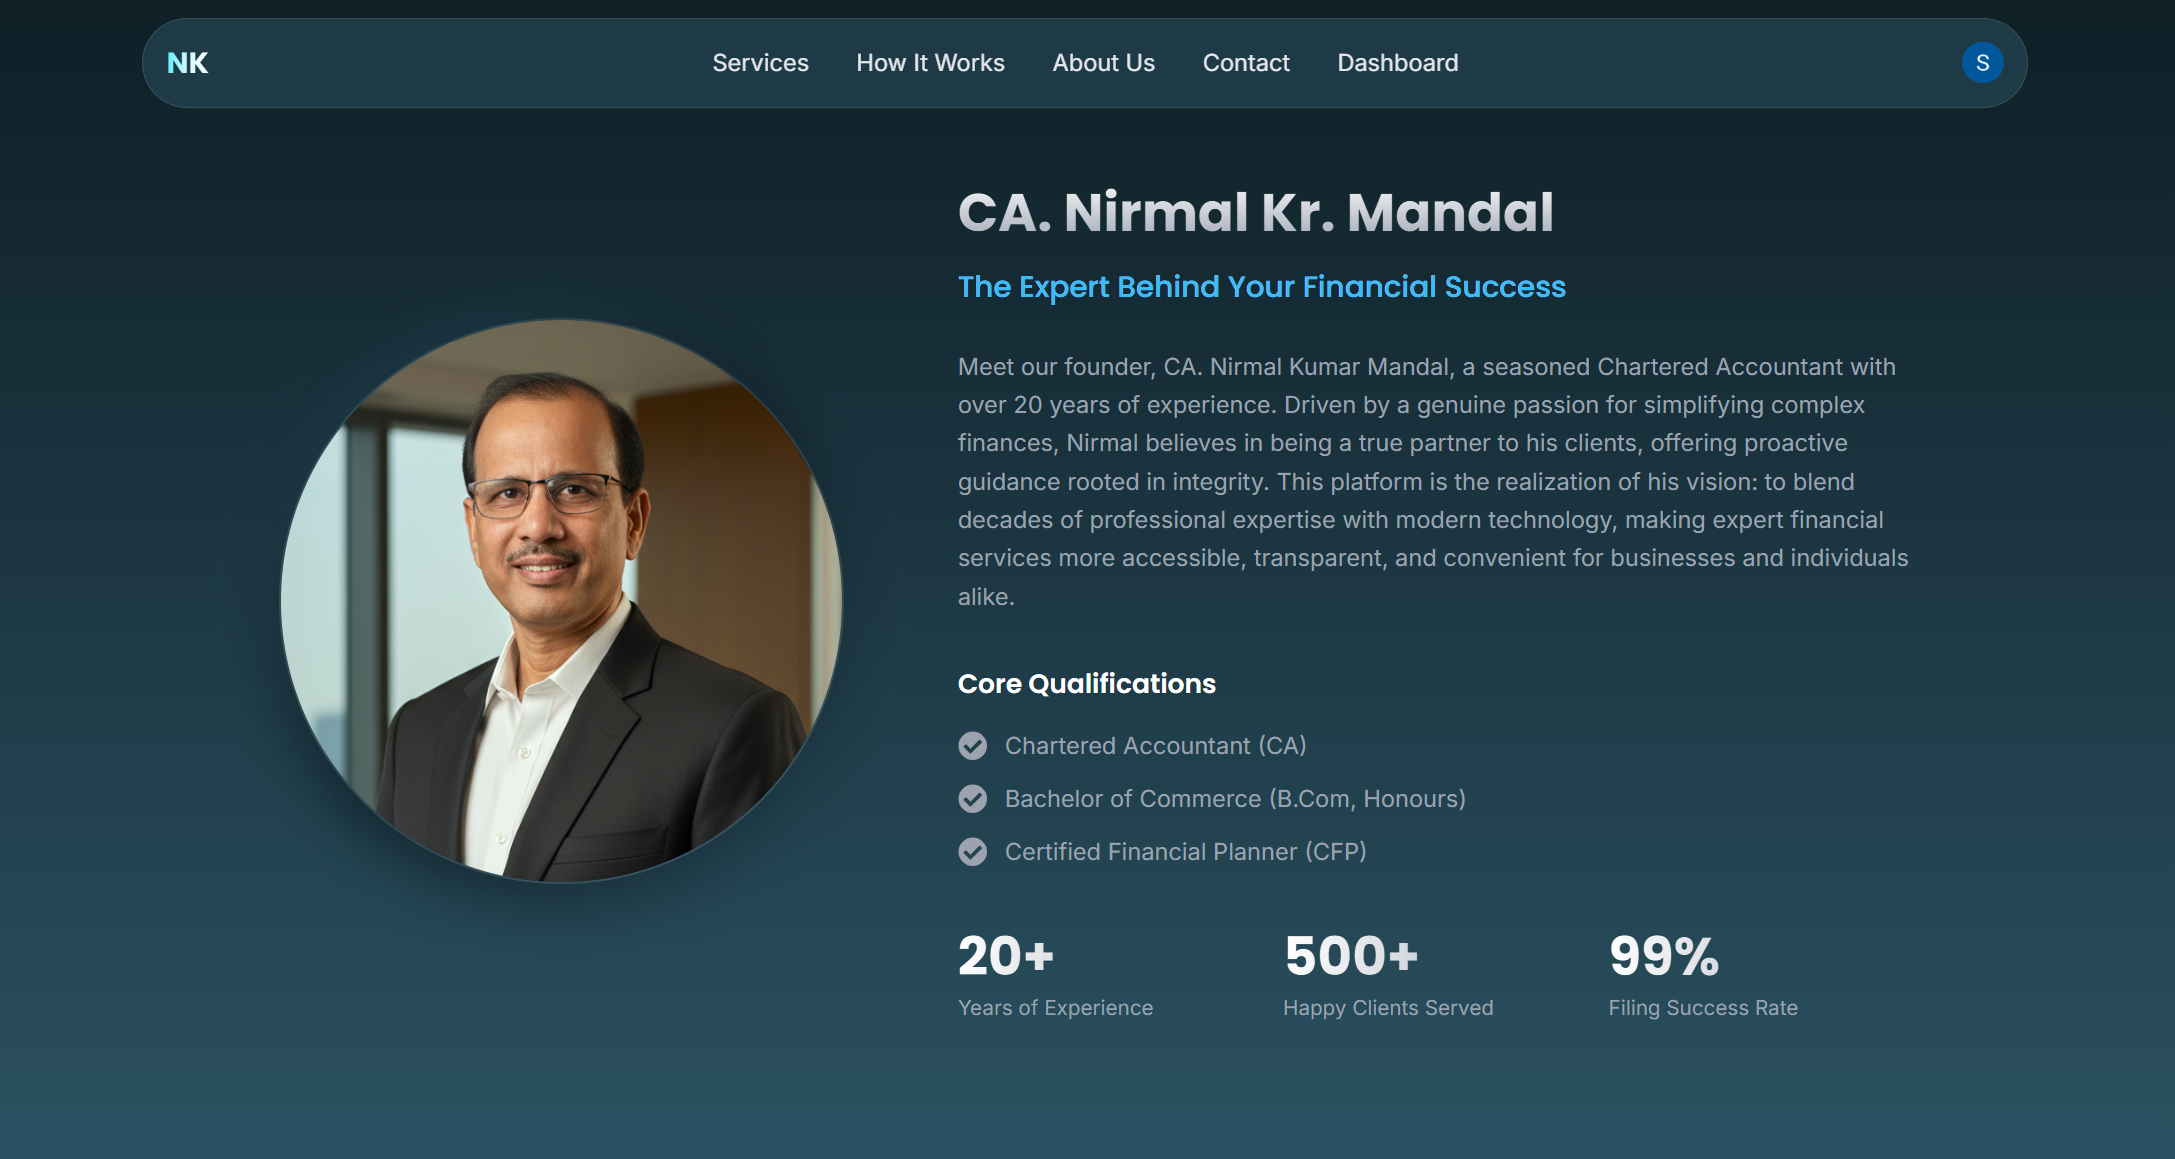 NK
Services
How It Works
About Us
Contact
Dashboard
S
CA. Nirmal Kr. Mandal
The Expert Behind Your Financial Success
Meet our founder, CA. Nirmal Kumar Mandal, a seasoned Chartered Accountant with
over 20 years of experience. Driven by a genuine passion for simplifying complex
finances, Nirmal believes in being a true partner to his clients, offering proactive
guidance rooted in integrity. This platform is the realization of his vision: to blend
decades of professional expertise with modern technology, making expert financial
services more accessible, transparent, and convenient for businesses and individuals
alike.
Core Qualifications
Chartered Accountant (CA)
Bachelor of Commerce (B.Com, Honours)
Certified Financial Planner (CFP)
20+
Years of Experience
500+
Happy Clients Served
99%
Filing Success Rate